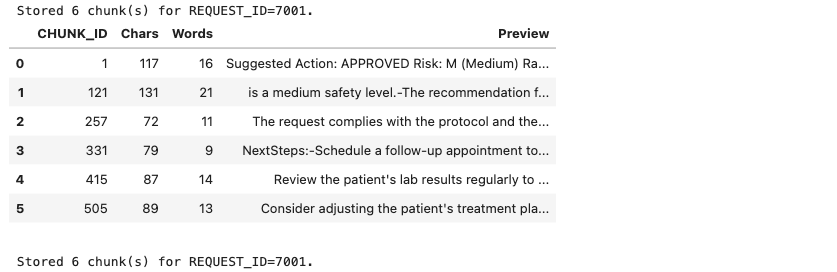 Stored 6 chunk(s) for REQUEST_ID=7001.
CHUNK_ID Chars Words Preview
0 1 117 16 Suggested Action: APPROVED Risk: M (Medium) Ra...
1 121 131 21 is a medium safety level.-The recommendation f...
2 257 72 11 The request complies with the protocol and the...
3 331 79 9 NextSteps:-Schedule a follow-up appointment to...
4 415 87 14 Review the patient's lab results regularly to ...
5 505 89 13 Consider adjusting the patient's treatment pla...
Stored 6 chunk(s) for REQUEST_ID=7001.